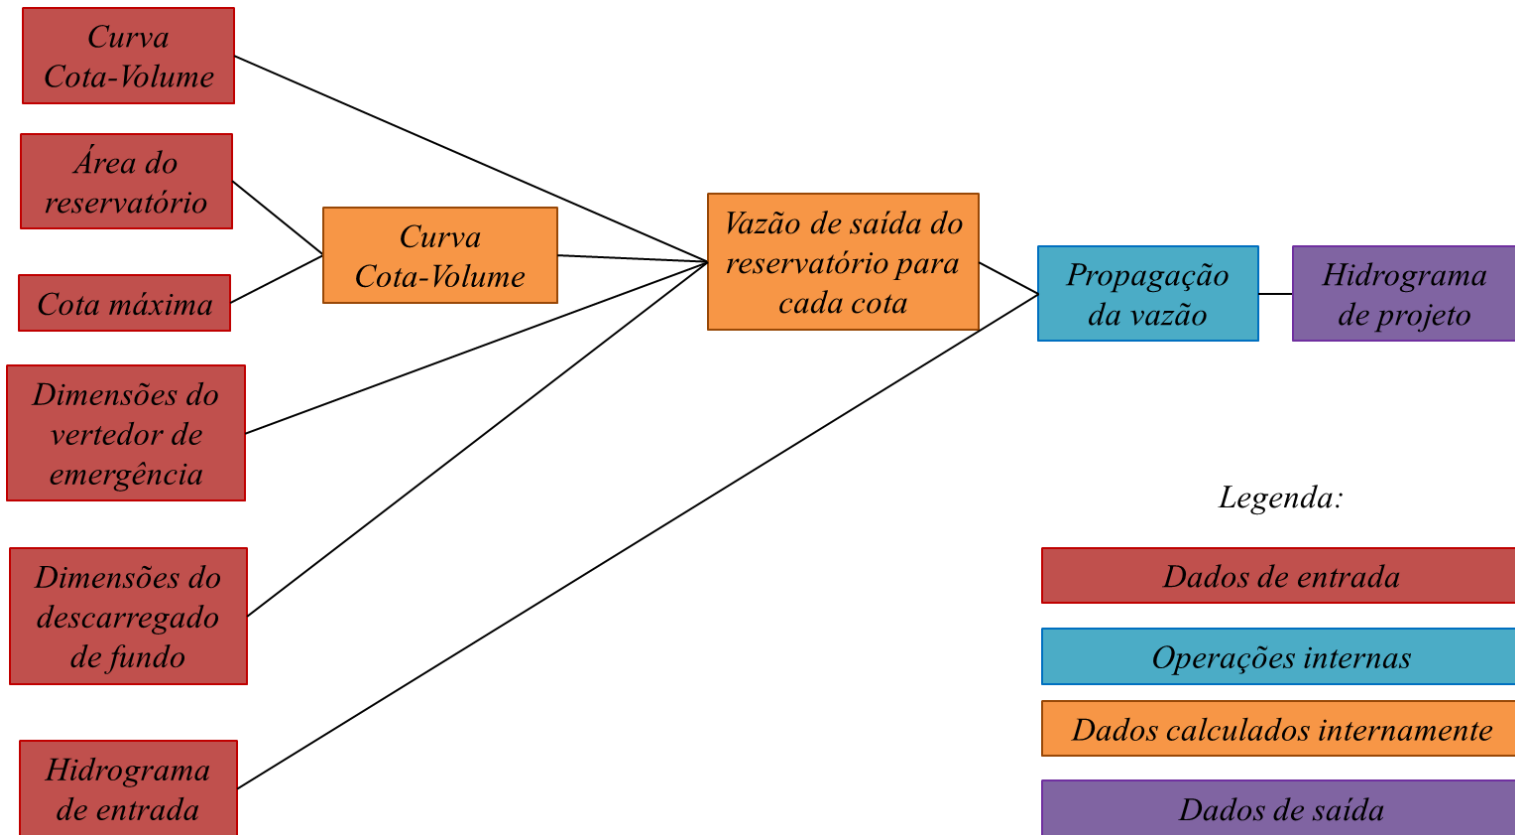 Curva
Cota-Volume
Área do
reservatório
Cota máxima
Dimensões do
vertedor de
emergência
Dimensões do
descarregado
de fundo
Hidrograma
de entrada
Curva
Cota-Volume
Vazão de saída do
reservatório para
cada cota
Propagação
da vazão
Hidrograma
de projeto
Legenda:
Dados de entrada
Operações internas
Dados calculados internamente
Dados de saída